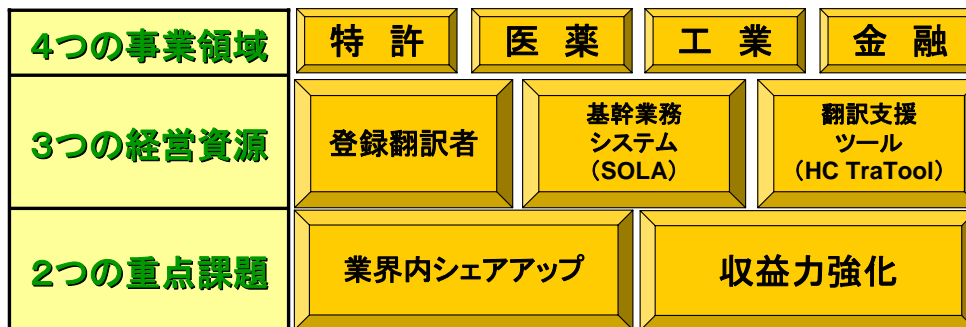 4つの事業領域
特 許
医 薬
工 業
金 融
3つの経営資源
登録翻訳者
基幹業務
システム
（SOLA）
翻訳支援
ツール
（HC TraTool）
2つの重点課題
業界内シェアアップ
収益力強化